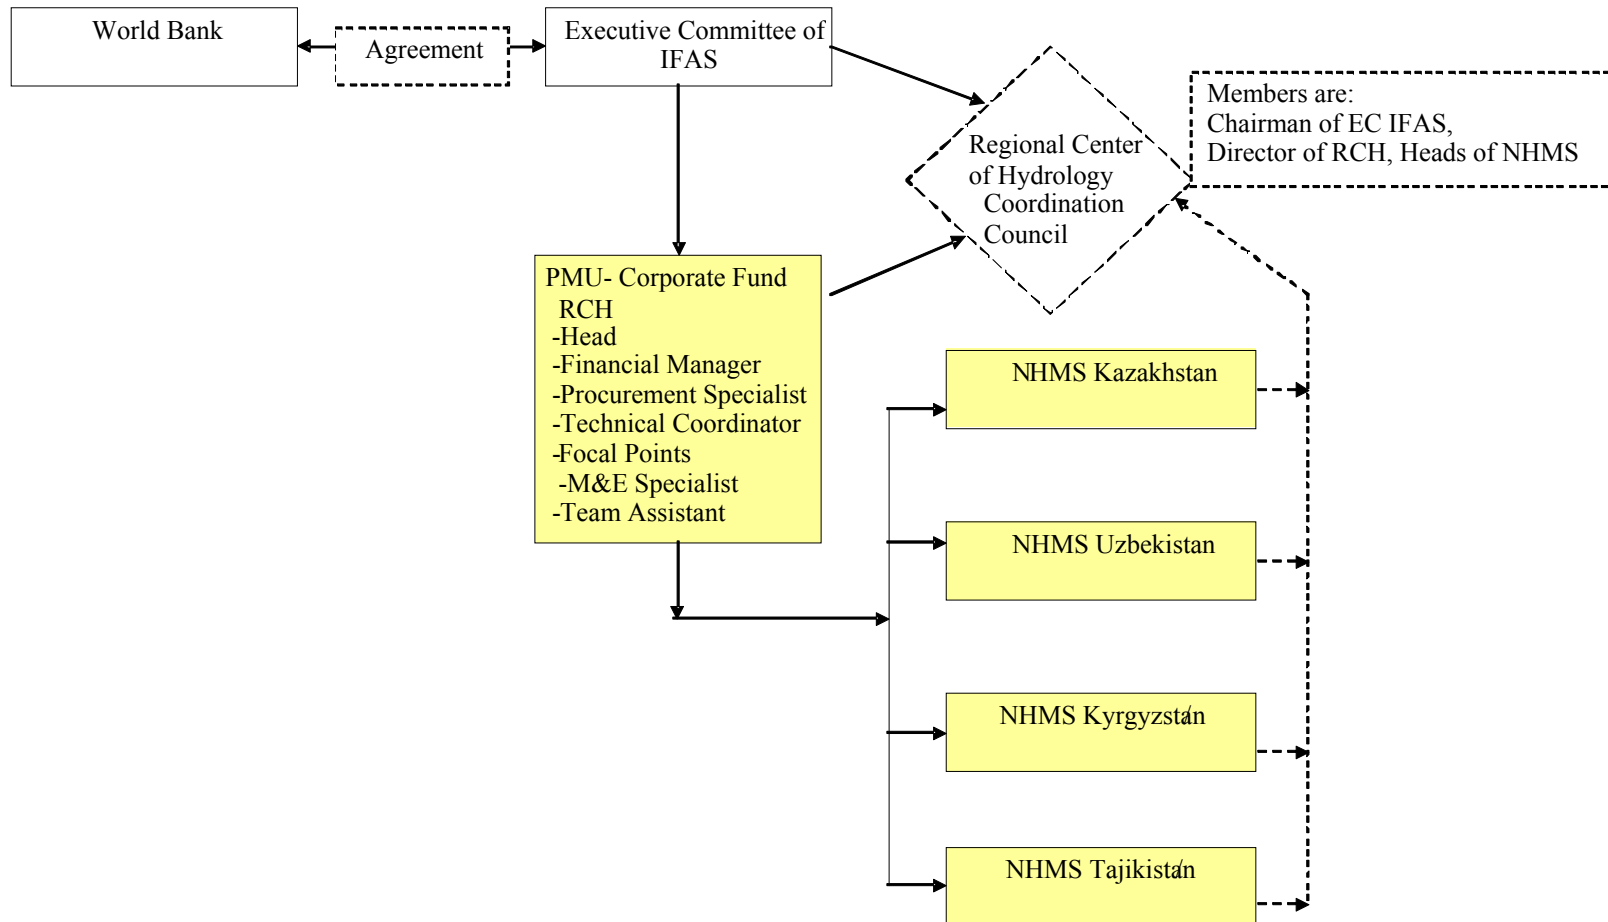 World Bank
Agreement
Executive Committee of
IFAS
Members are:
Chairman of EC IFAS,
Director of RCH, Heads of NHMS
Regional Center
of Hydrology
Coordination
Council
PMU- Corporate Fund
RCH
-Head
-Financial Manager
-Procurement Specialist
-Technical Coordinator
-Focal Points
-M&E Specialist
-Team Assistant
NHMS Kazakhstan
NHMS Uzbekistan
NHMS Kyrgyzstan
NHMS Tajikistan